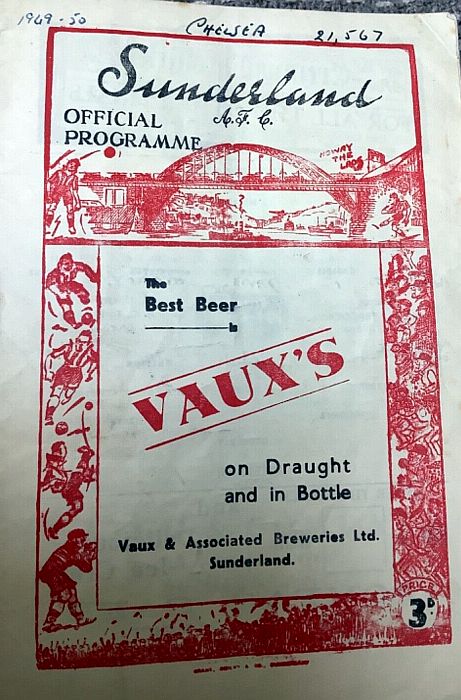 1949-50 CHELSEA 21,567
Sunderland
A.F.C.
OFFICIAL
PROGRAMME
HOWAY
THE
LADS
The
Best Beer
is
VAUX'S
on Draught
and in Bottle
Vaux & Associated Breweries Ltd.
Sunderland.
PRICE
3D